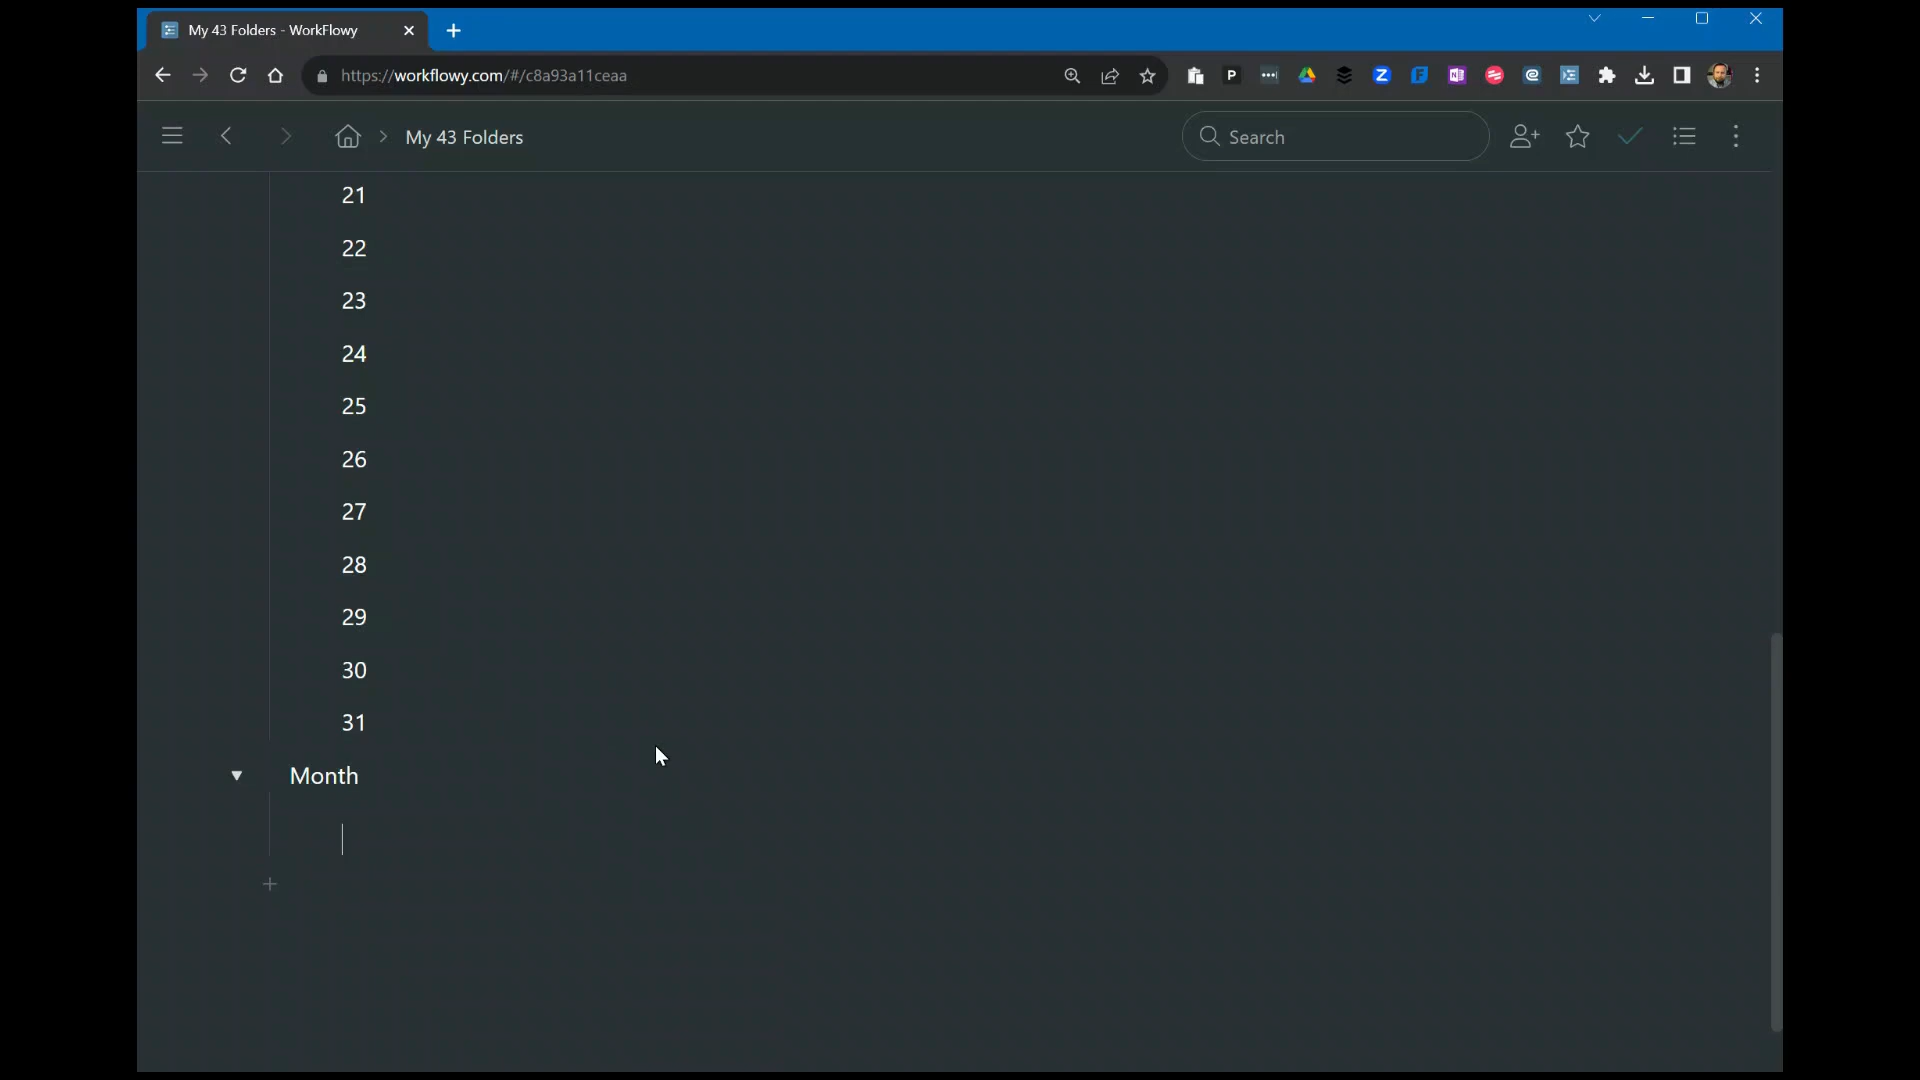 My 43 Folders - WorkFlowy
https://workflowy.com/#/c8a93a11ceaa
P
Z
F
N
My 43 Folders
Search
21
22
23
24
25
26
27
28
29
30
31
Month